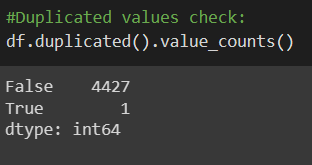 #Duplicated values check:
df.duplicated().value_counts()
False    4427
True        1
dtype: int64